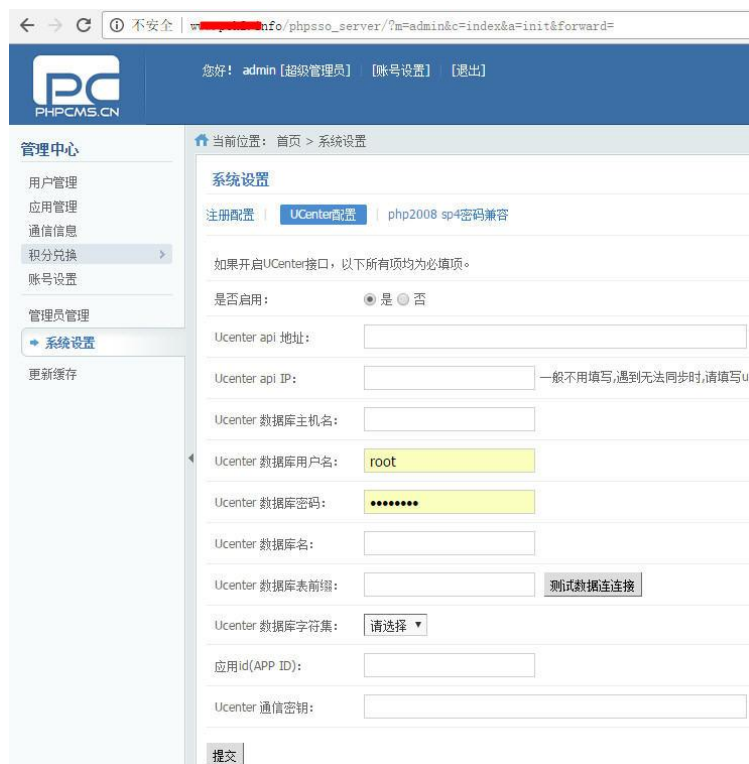 不安全
nfo/phpsso_server/?m=admin&c=index&a=init&forward=
PC
PHPCMS.CN
您好! admin [超级管理员] | [账号设置] | [退出]
管理中心
用户管理
应用管理
通信信息
积分兑换
账号设置
管理员管理
系统设置
更新缓存
当前位置: 首页 > 系统设置
系统设置
注册配置 | UCenter配置 | php2008 sp4密码兼容
如果开启UCenter接口,以下所有项均为必填项。
是否启用: 是 否
Ucenter api 地址:
Ucenter api IP: 一般不用填写,遇到无法同步时,请填写u
Ucenter 数据库主机名:
Ucenter 数据库用户名: root
Ucenter 数据库密码: ••••••••
Ucenter 数据库名:
Ucenter 数据库表前缀: 测试数据连连接
Ucenter 数据库字符集: 请选择
应用id(APP ID):
Ucenter 通信密钥:
提交